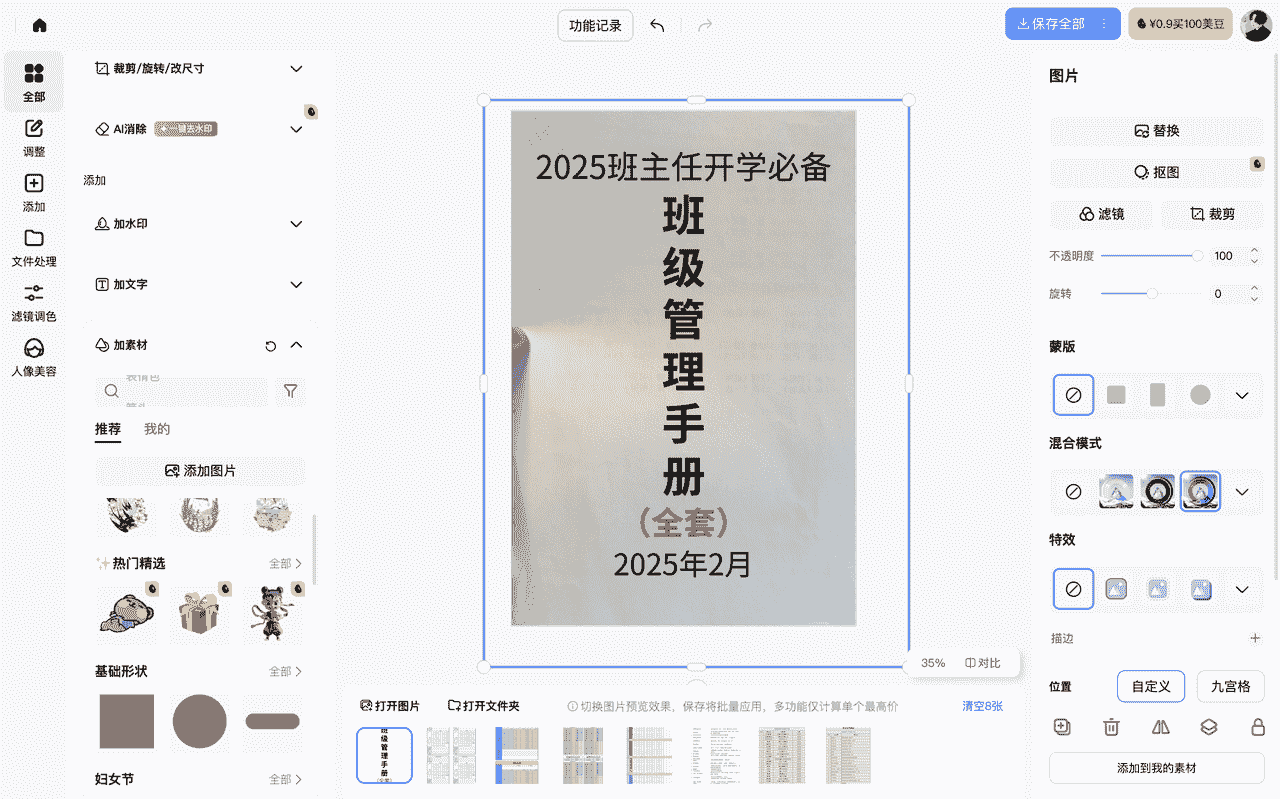 功能记录
保存全部
¥0.9买100美豆
全部
调整
添加
文件处理
滤镜调色
人像美容
裁剪/旋转/改尺寸
AI消除
一键去水印
添加
加水印
加文字
加素材
推荐
我的
添加图片
热门精选
全部
基础形状
全部
妇女节
全部
2025班主任开学必备
班
级
管
理
手
册
（全套）
2025年2月
35%
对比
打开图片
打开文件夹
切换图片预览效果，保存将批量应用，多功能仅计算单个最高价
清空8张
班
级
管
理
手
册
图片
替换
抠图
滤镜
裁剪
不透明度
100
旋转
0
蒙版
混合模式
特效
描边
位置
自定义
九宫格
添加到我的素材